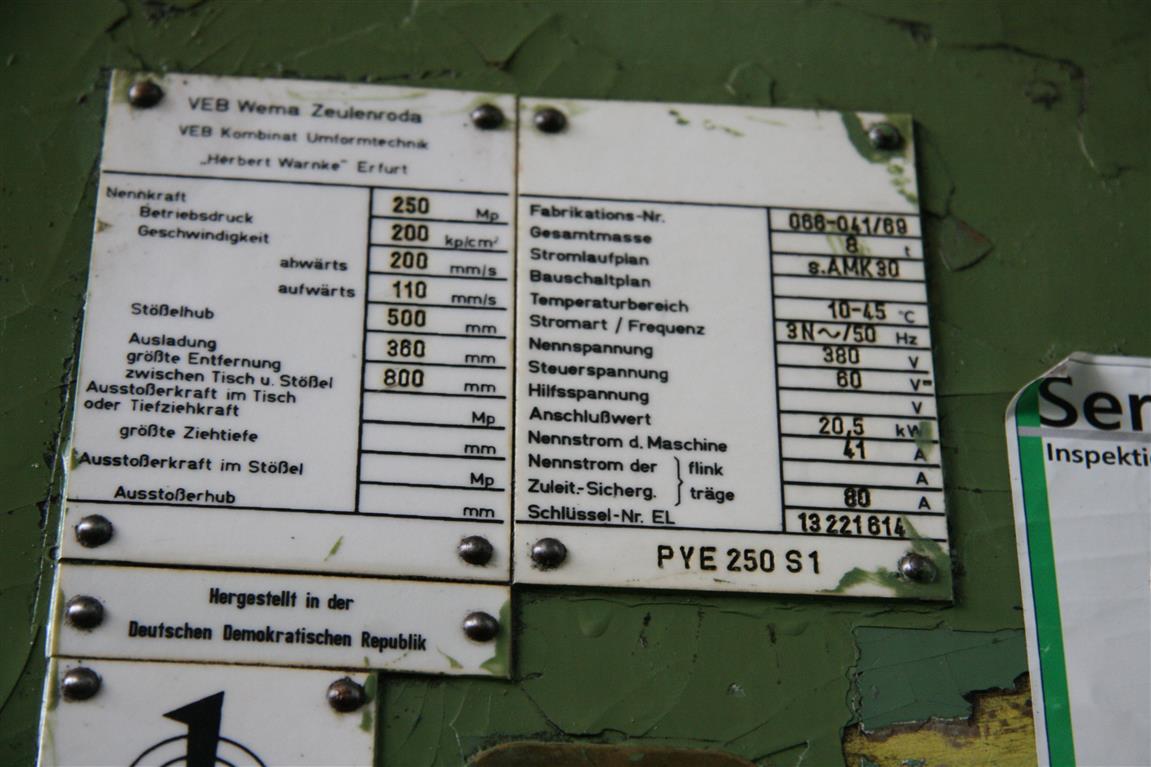 VEB Wema Zeulenroda
VEB Kombinat Umformtechnik
„Herbert Warnke" Erfurt
Nennkraft 250 Mp
Betriebsdruck 200 kp/cm²
Geschwindigkeit
abwärts 200 mm/s
aufwärts 110 mm/s
Stößelhub 500 mm
Ausladung 360 mm
größte Entfernung
zwischen Tisch u. Stößel 800 mm
Ausstoßerkraft im Tisch
oder Tiefziehkraft Mp
größte Ziehtiefe mm
Ausstoßerkraft im Stößel Mp
Ausstoßerhub mm
Fabrikations-Nr. 066-041/69
Gesamtmasse 8 t
Stromlaufplan s.AMK90
Bauschaltplan
Temperaturbereich 10-45 °C
Stromart / Frequenz 3N~/50 Hz
Nennspannung 380 V
Steuerspannung 60 V
Hilfsspannung V
Anschlußwert 20,5 kW
Nennstrom d. Maschine 41 A
Nennstrom der flink A
Zuleit.-Sicherg. träge 80 A
Schlüssel-Nr. EL 13 221 614
PYE 250 S1
Hergestellt in der
Deutschen Demokratischen Republik
1
Ser
Inspekti